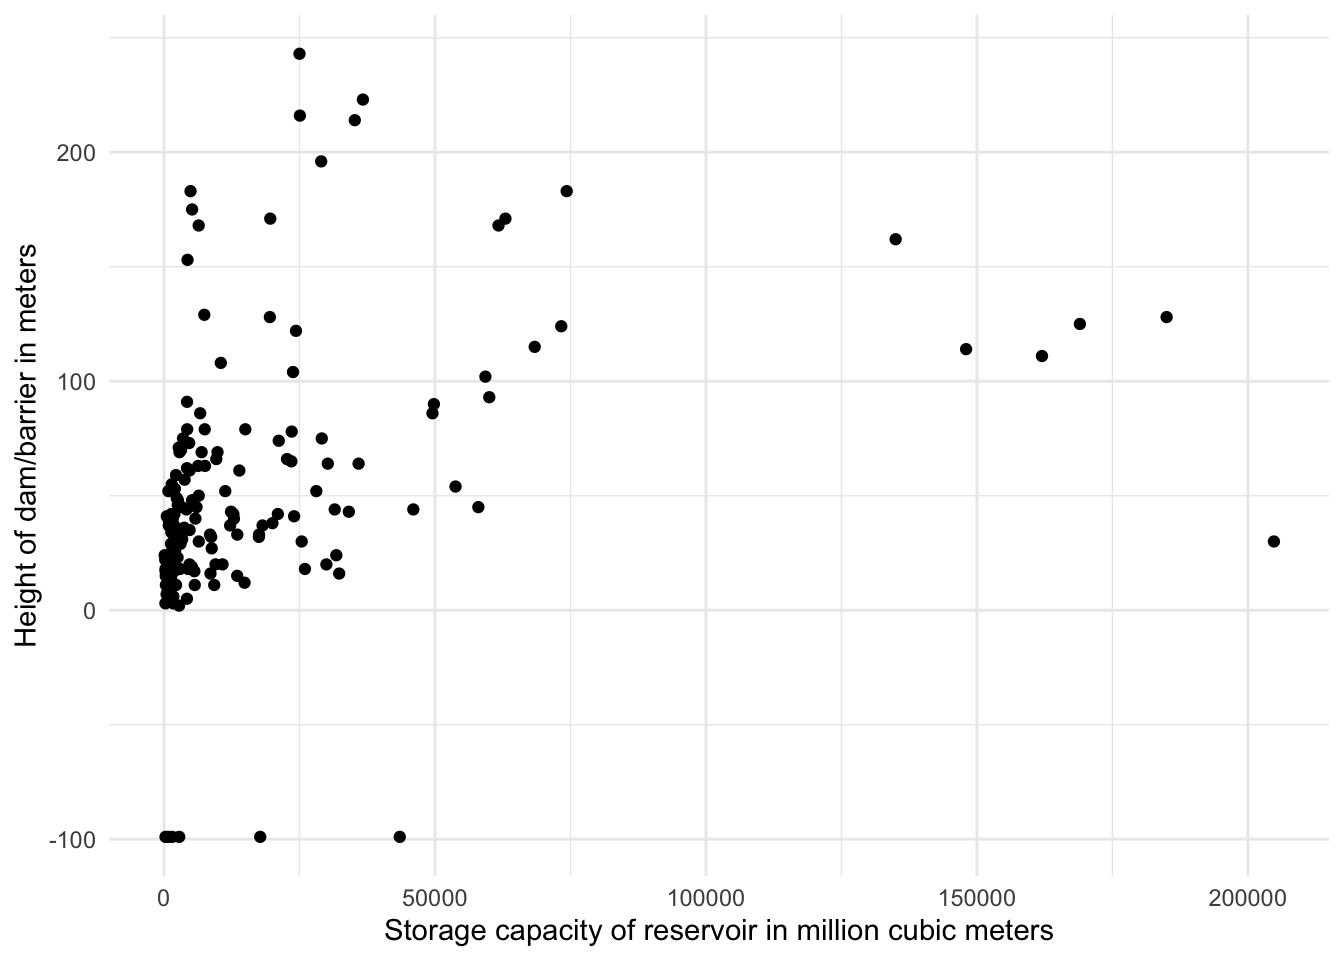 Height of dam/barrier in meters
200
100
0
-100
0 50000 100000 150000 200000
Storage capacity of reservoir in million cubic meters